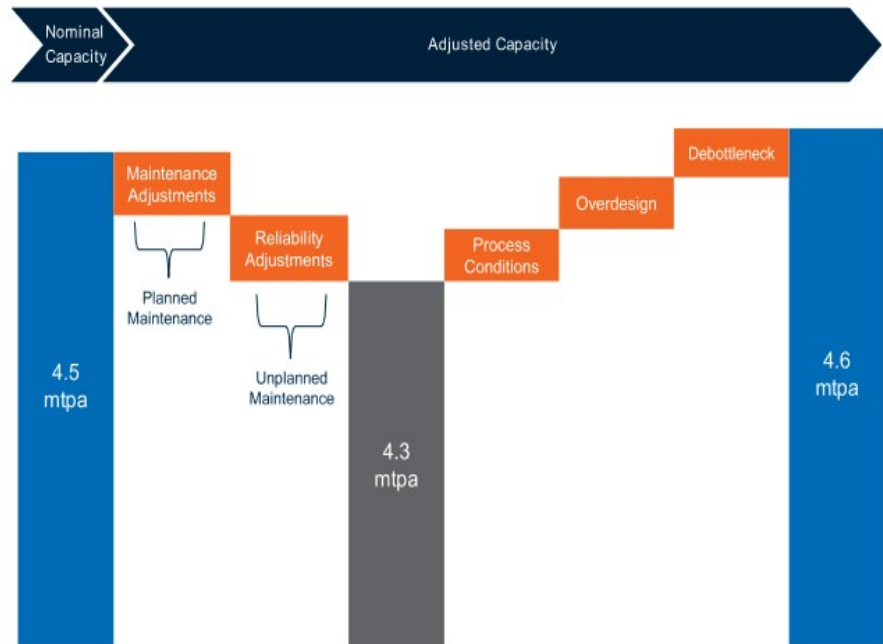 Nominal
Capacity
Adjusted Capacity
Maintenance
Adjustments
Reliability
Adjustments
Planned
Maintenance
Unplanned
Maintenance
4.5
mtpa
4.3
mtpa
Process
Conditions
Overdesign
Debottleneck
4.6
mtpa